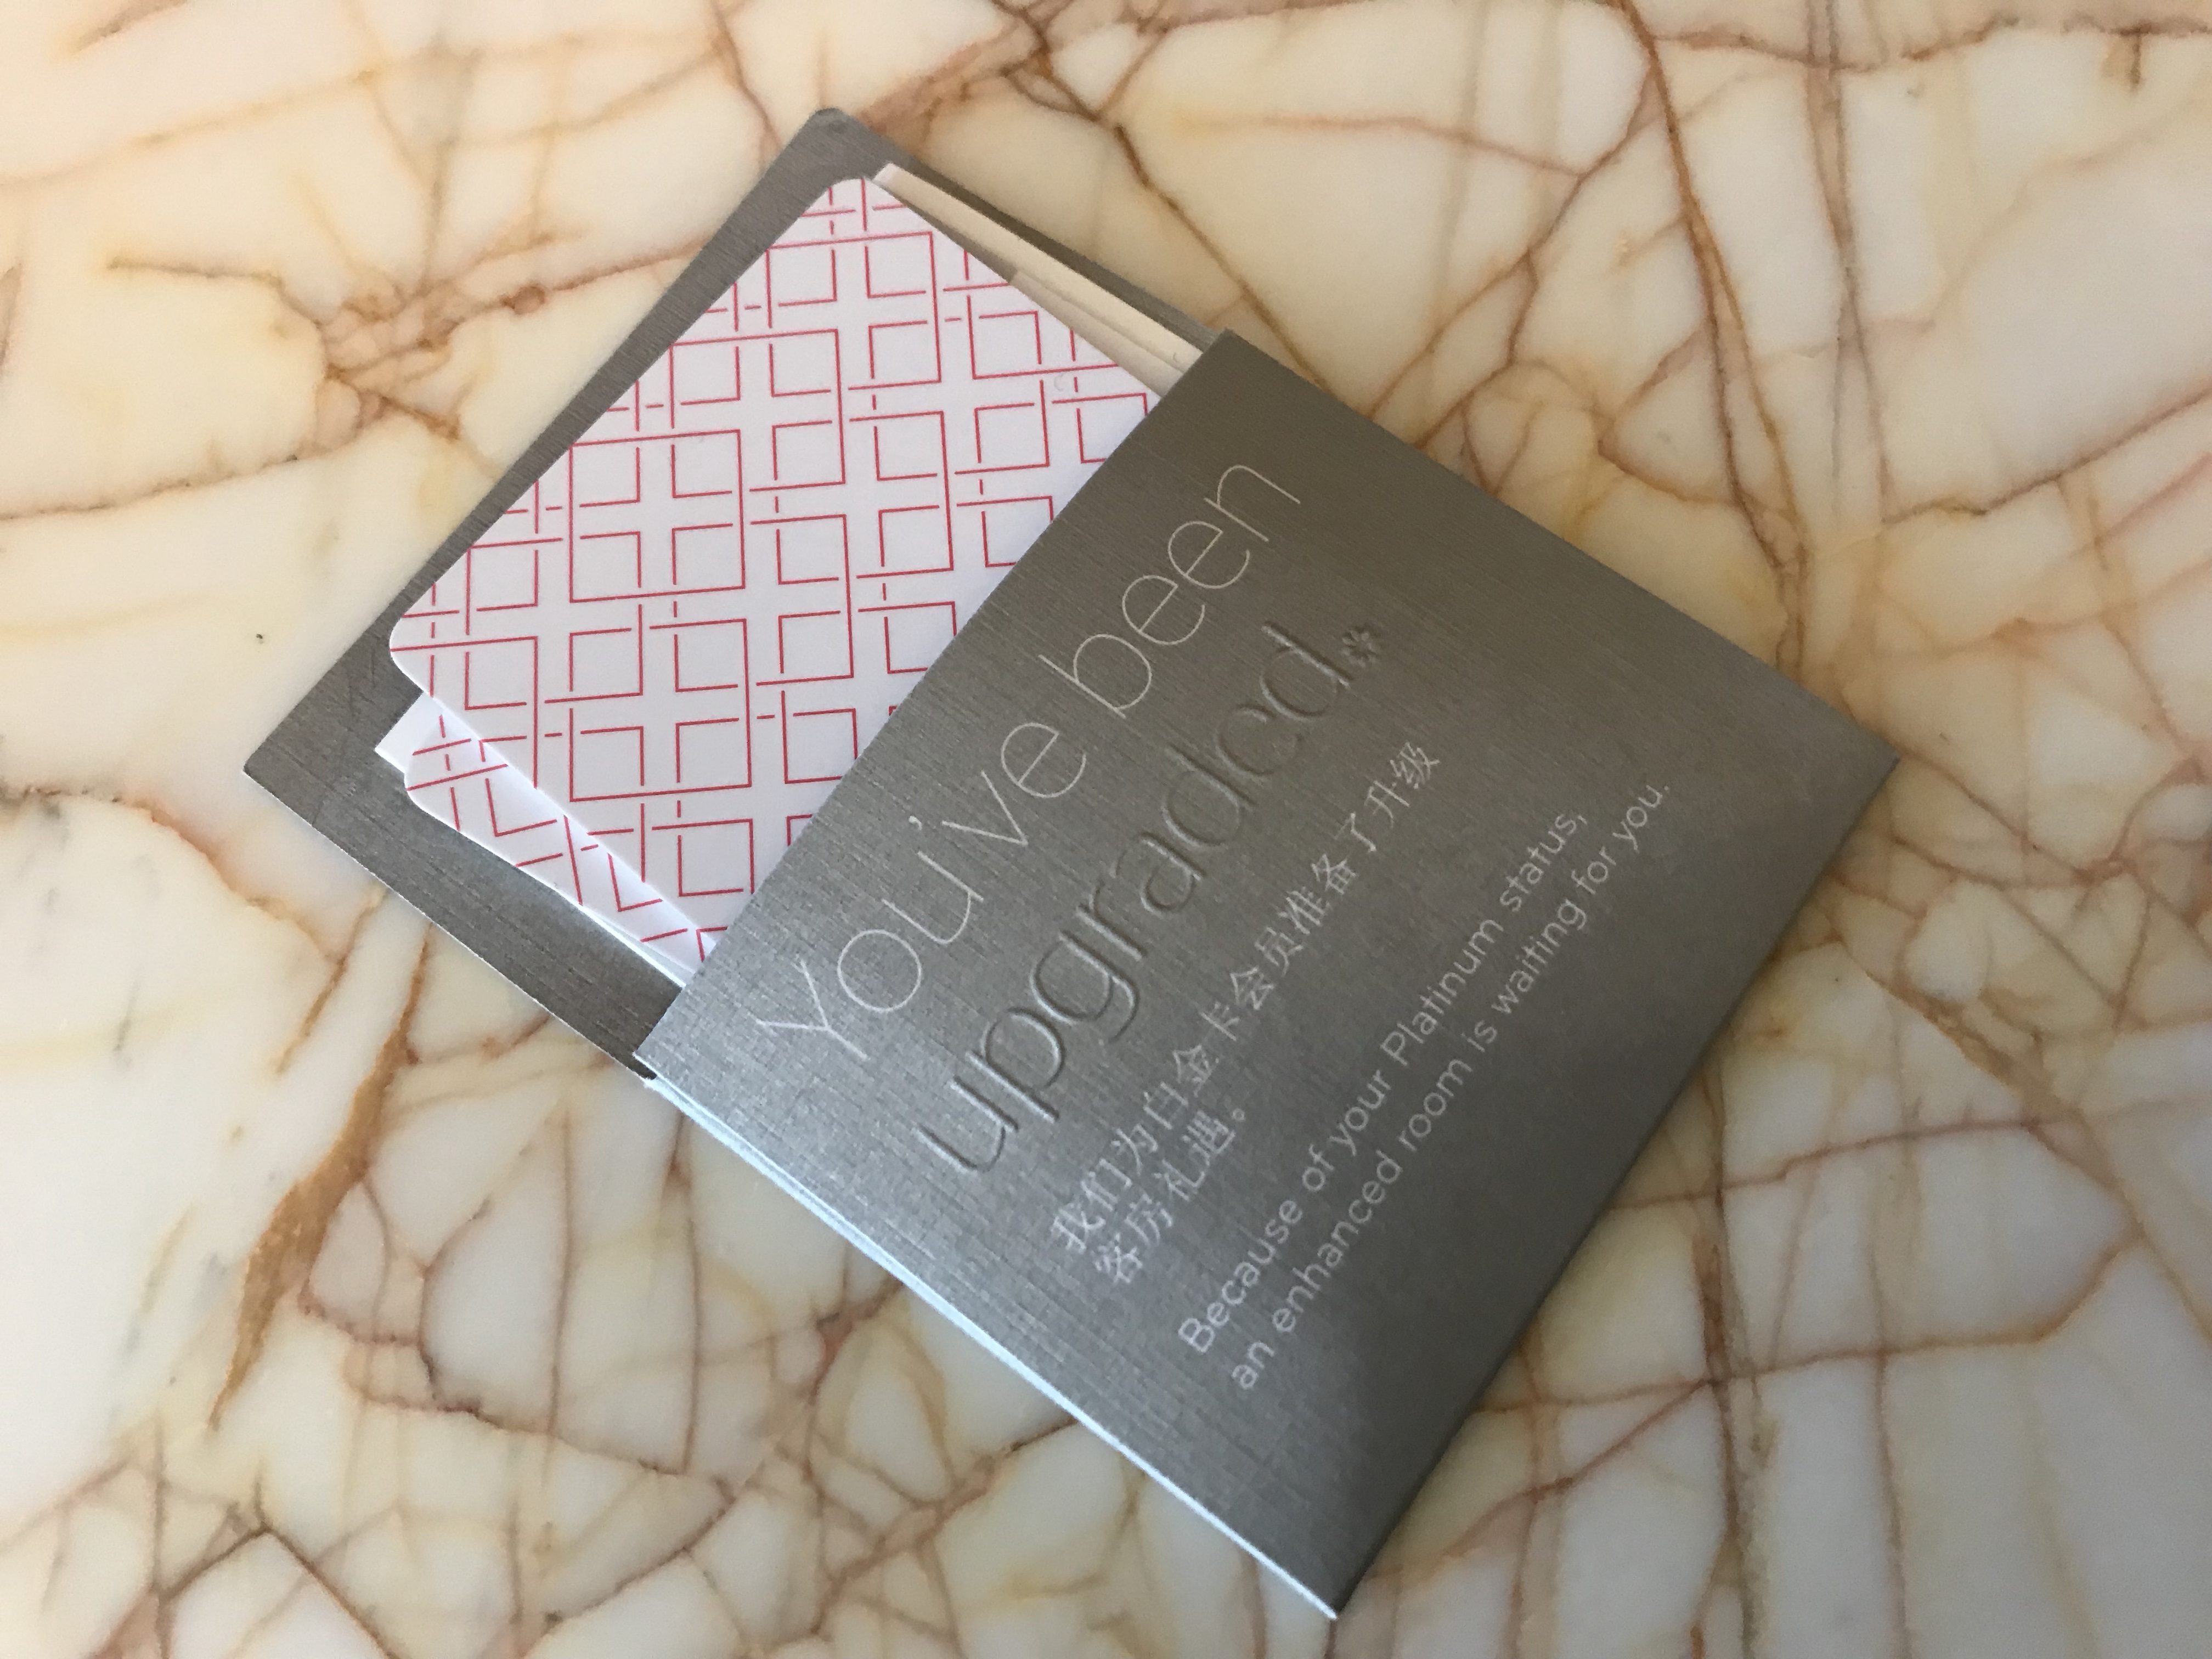 You've been
upgraded.*
我们为白金卡会员准备了升级
客房礼遇。
Because of your Platinum status,
an enhanced room is waiting for you.